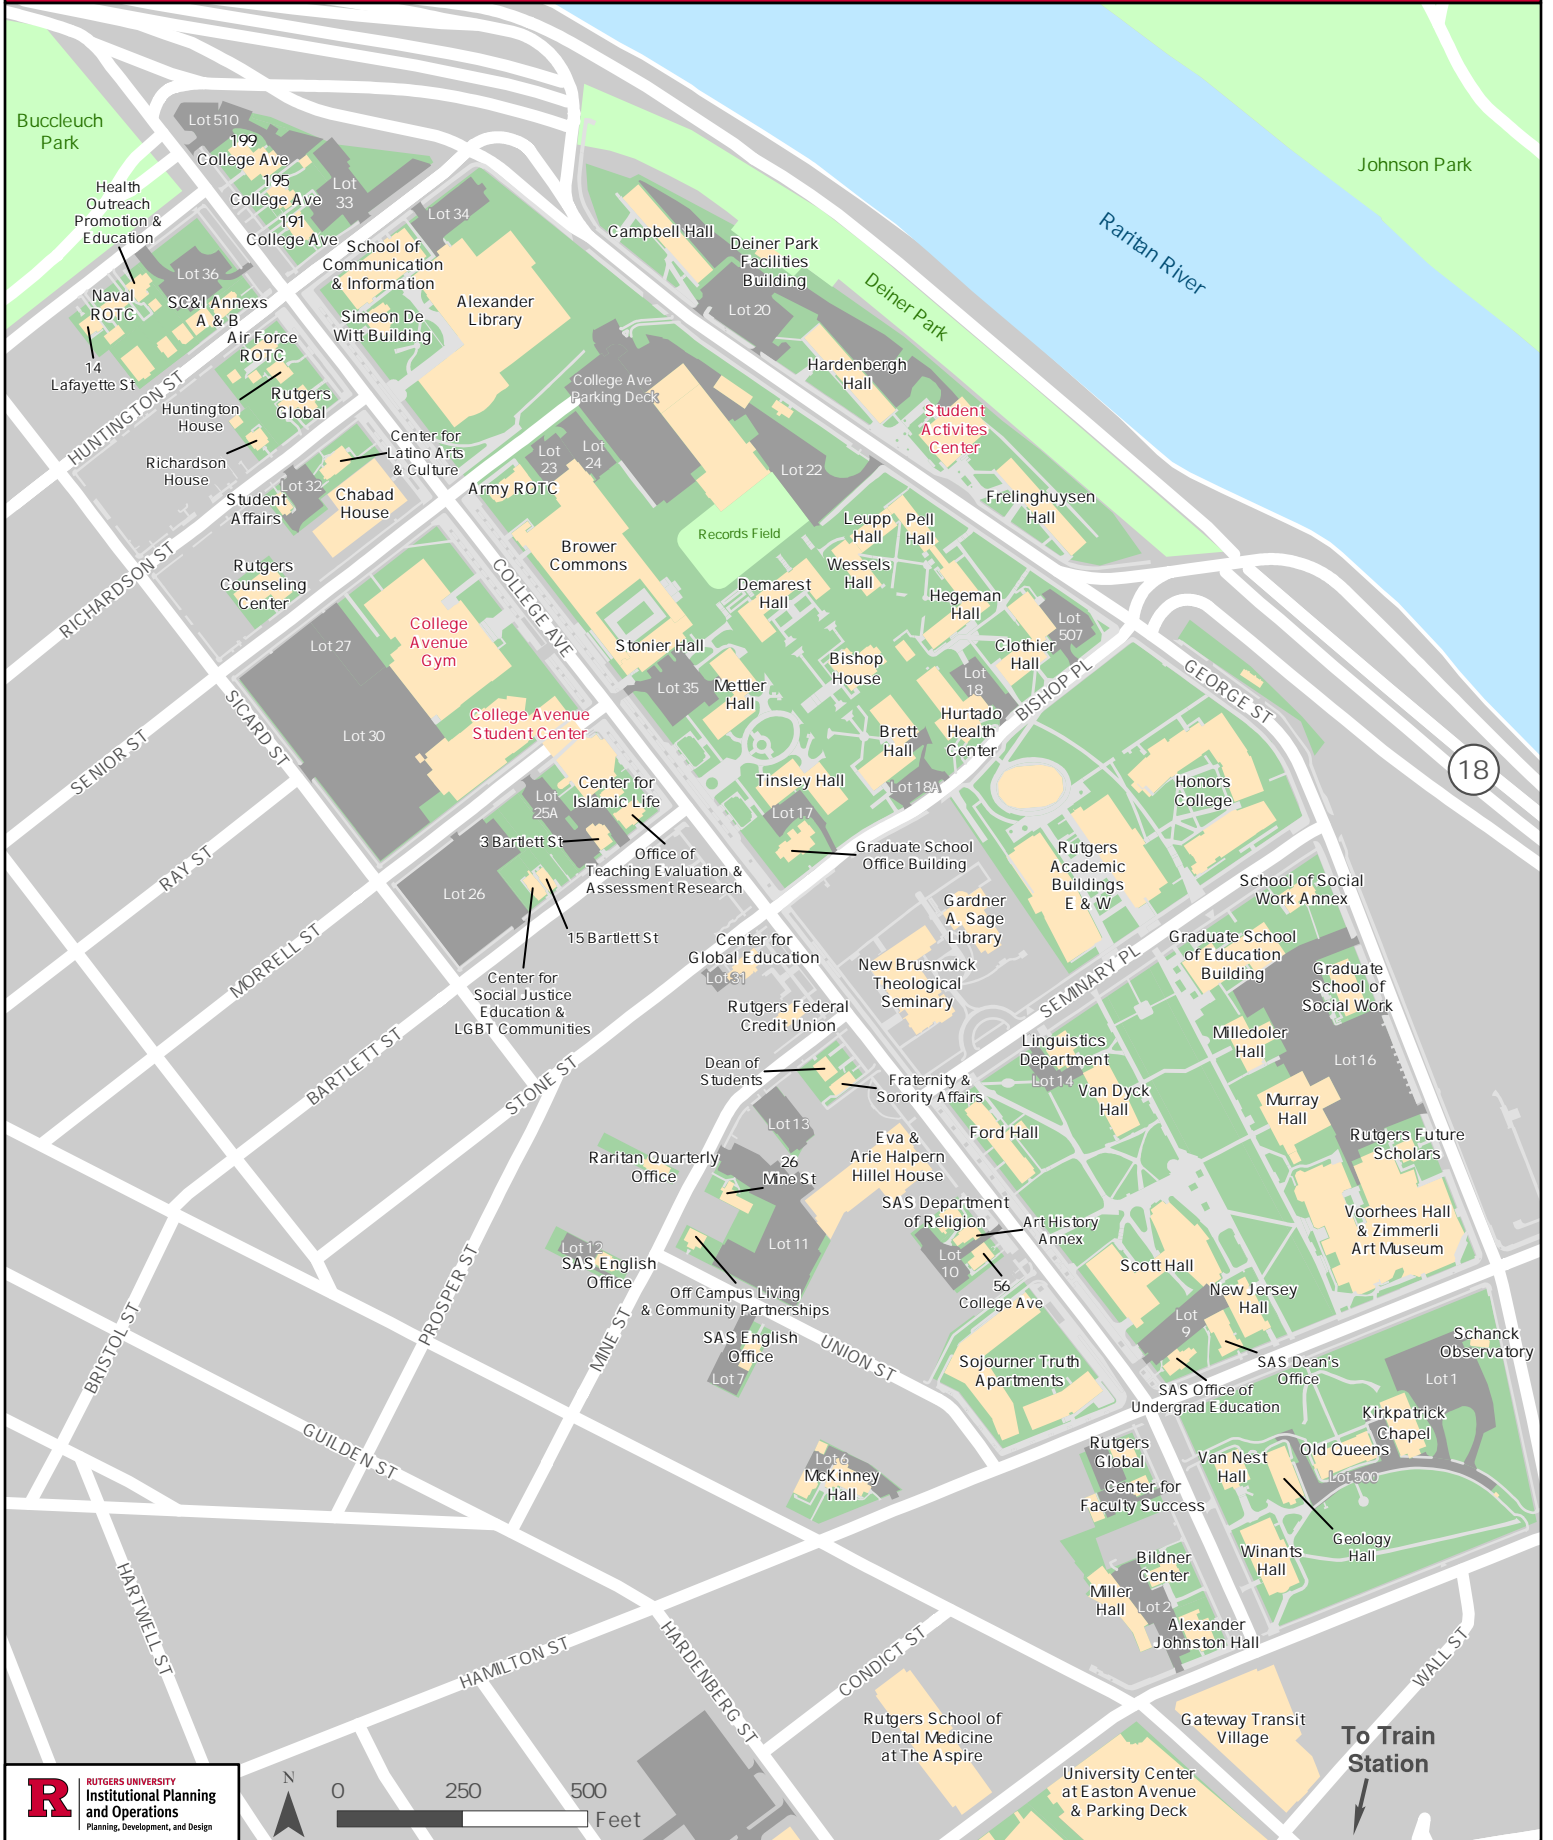 Buccleuch
Park
Lot 510
199
College Ave
195
College Ave
191
College Ave
Lot
33
Lot 34
Health
Outreach
Promotion &
Education
Lot 36
Naval
ROTC
SC&I Annexs
A & B
Air Force
ROTC
14
Lafayette St
HUNTINGTON ST
Huntington
House
Rutgers
Global
Richardson
House
School of
Communication
& Information
Simeon De
Witt Building
Alexander
Library
Campbell Hall
Deiner Park
Facilities
Building
Lot 20
Deiner Park
Raritan River
Johnson Park
Hardenbergh
Hall
College Ave
Parking Deck
Student
Activites
Center
Center for
Latino Arts
& Culture
Lot
23
Lot
24
Army ROTC
Lot 22
Frelinghuysen
Hall
Lot 32
Student
Affairs
Chabad
House
RICHARDSON ST
Rutgers
Counseling
Center
Brower
Commons
Records Field
Leupp
Hall
Pell
Hall
Wessels
Hall
Demarest
Hall
Hegeman
Hall
COLLEGE AVE
Lot 27
College
Avenue
Gym
Stonier Hall
Lot
507
Clothier
Hall
Bishop
House
Lot
18
BISHOP PL
GEORGE ST
SICARD ST
Lot 35
Mettler
Hall
College Avenue
Student Center
Lot 30
SENIOR ST
Brett
Hall
Hurtado
Health
Center
18
Tinsley Hall
Lot 18A
Honors
College
Center for
Islamic Life
Lot
25A
Lot 17
3 Bartlett St
Office of
Teaching Evaluation &
Assessment Research
Graduate School
Office Building
Rutgers
Academic
Buildings
E & W
RAY ST
Lot 26
15 Bartlett St
School of Social
Work Annex
Gardner
A. Sage
Library
MORRELL ST
Center for
Global Education
Lot 31
Graduate School
of Education
Building
New Brusnwick
Theological
Seminary
SEMINARY PL
Graduate
School of
Social Work
Center for
Social Justice
Education &
LGBT Communities
Rutgers Federal
Credit Union
Milledoler
Hall
Linguistics
Department
Lot 16
BARTLETT ST
STONE ST
Dean of
Students
Fraternity &
Sorority Affairs
Lot 14
Van Dyck
Hall
Murray
Hall
Lot 13
Ford Hall
Rutgers Future
Scholars
Raritan Quarterly
Office
26
Mine St
Eva &
Arie Halpern
Hillel House
SAS Department
of Religion
Art History
Annex
Voorhees Hall
& Zimmerli
Art Museum
Lot 12
SAS English
Office
Lot 11
Lot
10
Scott Hall
56
College Ave
New Jersey
Hall
Off Campus Living
& Community Partnerships
Lot
9
BRISTOL ST
PROSPER ST
MINE ST
SAS English
Office
Lot 7
UNION ST
Sojourner Truth
Apartments
SAS Dean's
Office
Schanck
Observatory
Lot 1
SAS Office of
Undergrad Education
Kirkpatrick
Chapel
GUILDEN ST
Rutgers
Global
Van Nest
Hall
Old Queens
Lot 6
McKinney
Hall
Lot 500
Center for
Faculty Success
Geology
Hall
Winants
Hall
Bildner
Center
Miller
Hall
Lot 2
Alexander
Johnston Hall
HARTWELL ST
HAMILTON ST
HARDENBERG ST
CONDICT ST
WALL ST
Rutgers School of
Dental Medicine
at The Aspire
Gateway Transit
Village
To Train
Station
University Center
at Easton Avenue
& Parking Deck
R
RUTGERS UNIVERSITY
Institutional Planning
and Operations
Planning, Development, and Design
N
0 250 500
Feet